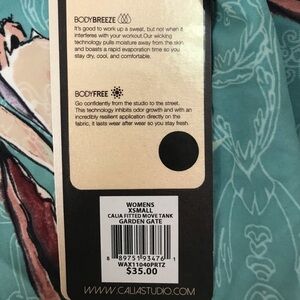 BODYBREEZE
It's good to work up a sweat, but not when it
interferes with your workout.Our wicking
technology pulls moisture away from the skin
and boasts a rapid evaporation time so you
stay dry, cool, and comfortable.
BODYFREE
Go confidently from the studio to the street.
This technology inhibits odor growth and with an
incredibly resilient application directly on the
fabric, it lasts wear after wear so you stay fresh.
WOMENS
XSMALL
CALIA FITTED MOVE TANK
GARDEN GATE
8 89751 93476 1
WAX11040PRTZ
$35.00
WWW.CALIASTUDIO.COM